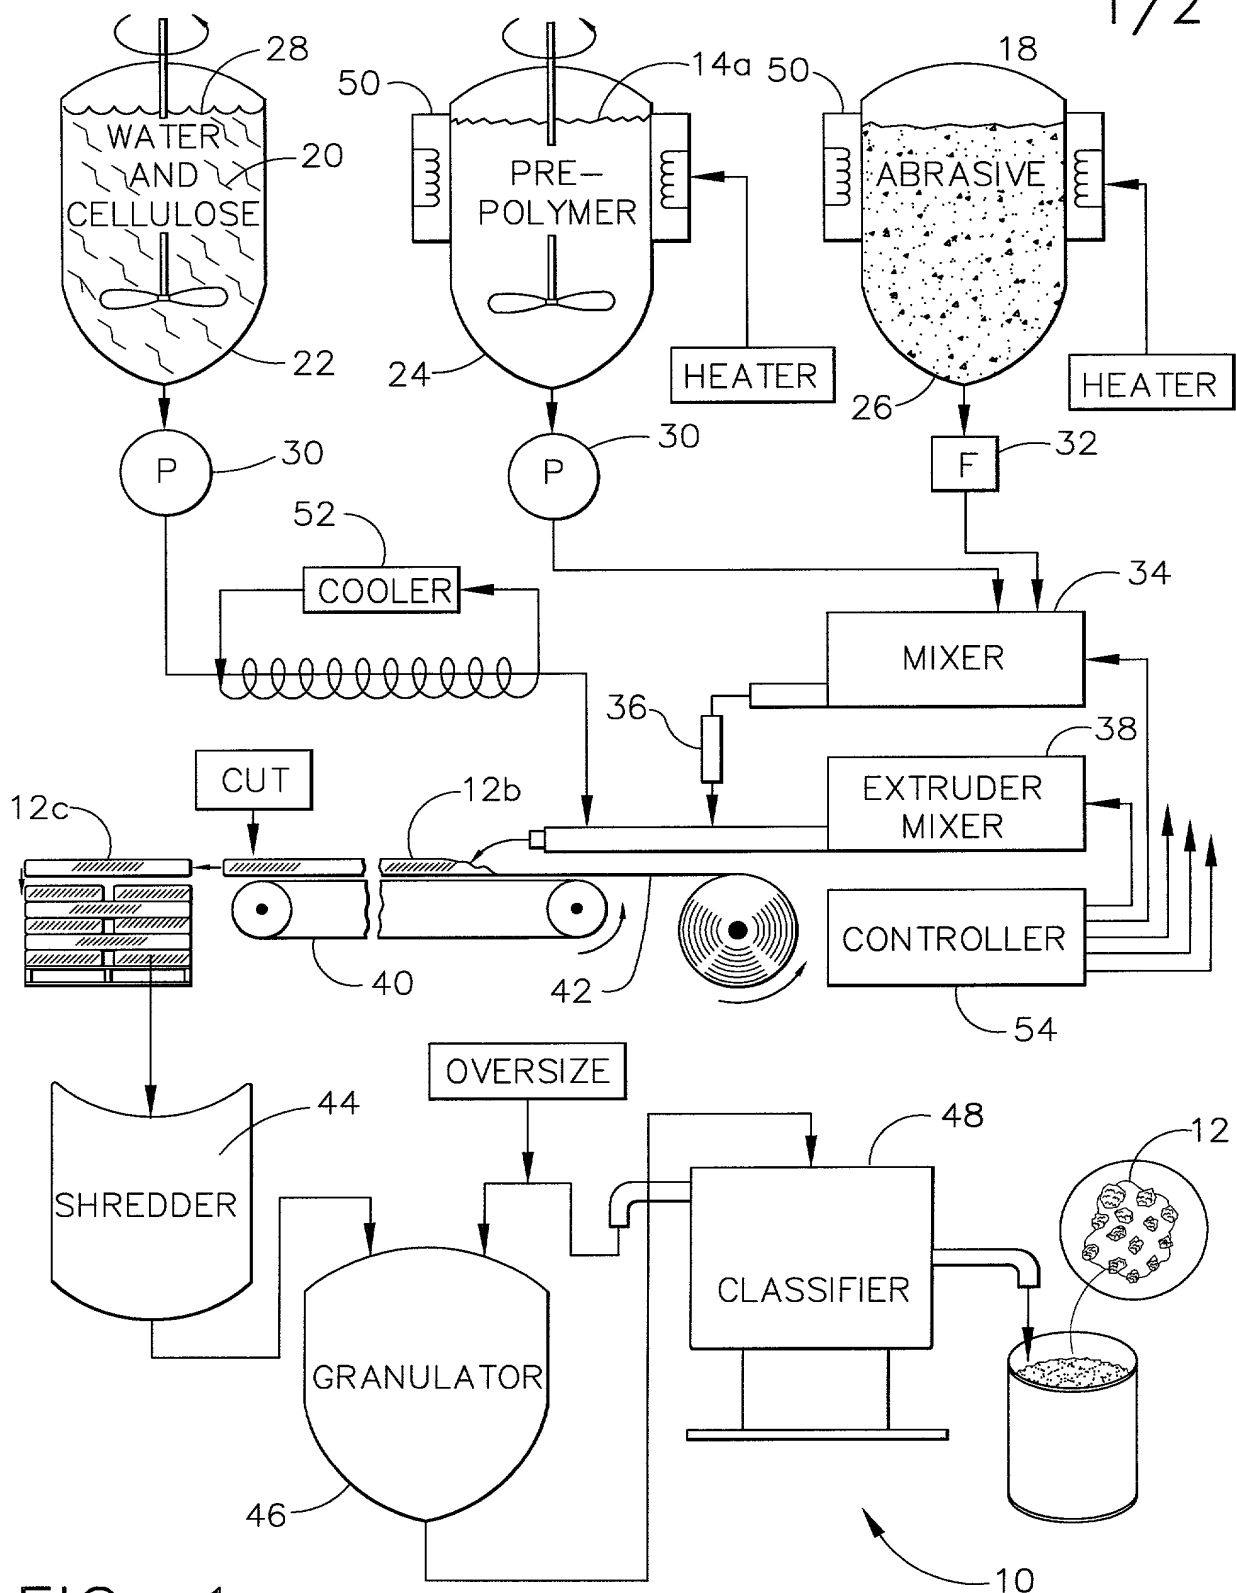 1/2
28
14a
50
18
50
WATER
AND
CELLULOSE
20
PRE-
POLYMER
ABRASIVE
22
24
HEATER
26
HEATER
P
30
P
30
F
32
52
COOLER
34
MIXER
36
38
CUT
12b
EXTRUDER
MIXER
12c
CONTROLLER
40
42
54
OVERSIZE
44
48
12
SHREDDER
CLASSIFIER
GRANULATOR
46
10
FIG. 1